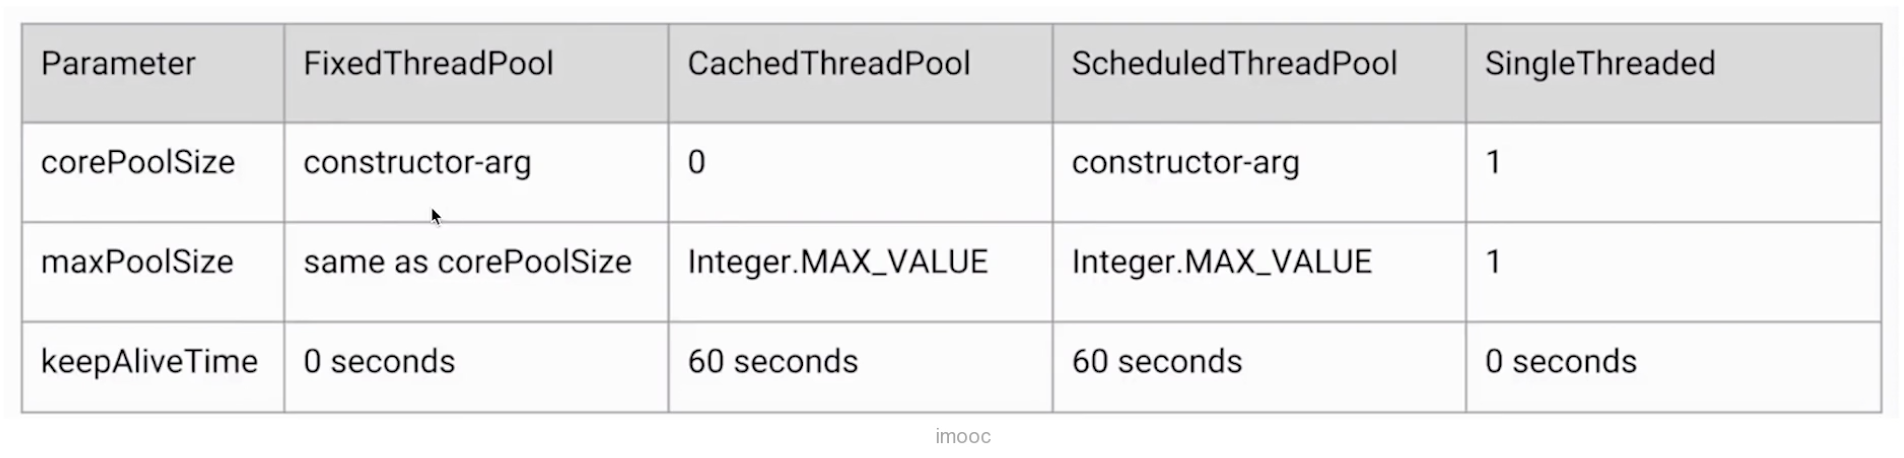 Parameter FixedThreadPool CachedThreadPool ScheduledThreadPool SingleThreaded
corePoolSize constructor-arg 0 constructor-arg 1
maxPoolSize same as corePoolSize Integer.MAX_VALUE Integer.MAX_VALUE 1
keepAliveTime 0 seconds 60 seconds 60 seconds 0 seconds
imooc